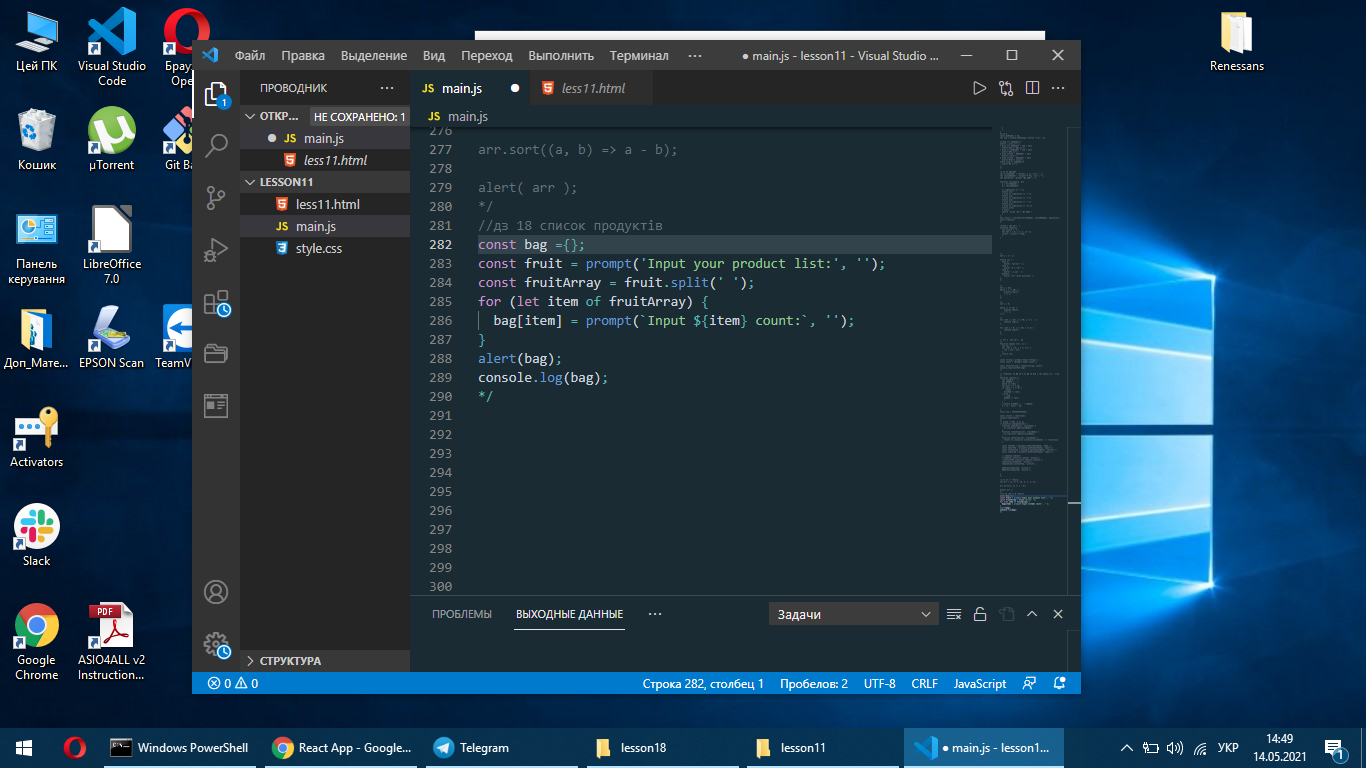 Цей ПК
Visual Studio Code
Брау
Ope
Кошик
µTorrent
Git Ba
Панель керування
LibreOffice 7.0
Доп_Мате...
EPSON Scan
TeamV
Activators
Slack
Google Chrome
ASIO4ALL v2 Instruction...
PDF
Renessans
Файл Правка Выделение Вид Переход Выполнить Терминал ···
● main.js - lesson11 - Visual Studio ...
ПРОВОДНИК ···
ОТКР... НЕ СОХРАНЕНО: 1
● JS main.js
less11.html
LESSON11
less11.html
JS main.js
style.css
СТРУКТУРА
1
JS main.js ●
less11.html
JS main.js
276
277 arr.sort((a, b) => a - b);
278
279 alert( arr );
280 */
281 //дз 18 список продуктів
282 const bag ={};
283 const fruit = prompt('Input your product list:', '');
284 const fruitArray = fruit.split(' ');
285 for (let item of fruitArray) {
286 bag[item] = prompt(`Input ${item} count:`, '');
287 }
288 alert(bag);
289 console.log(bag);
290 */
291
292
293
294
295
296
297
298
299
300
ПРОБЛЕМЫ ВЫХОДНЫЕ ДАННЫЕ ···
Задачи
0 0
Строка 282, столбец 1 Пробелов: 2 UTF-8 CRLF JavaScript
Windows PowerShell
React App - Google...
Telegram
lesson18
lesson11
● main.js - lesson1...
УКР
14:49
14.05.2021
1